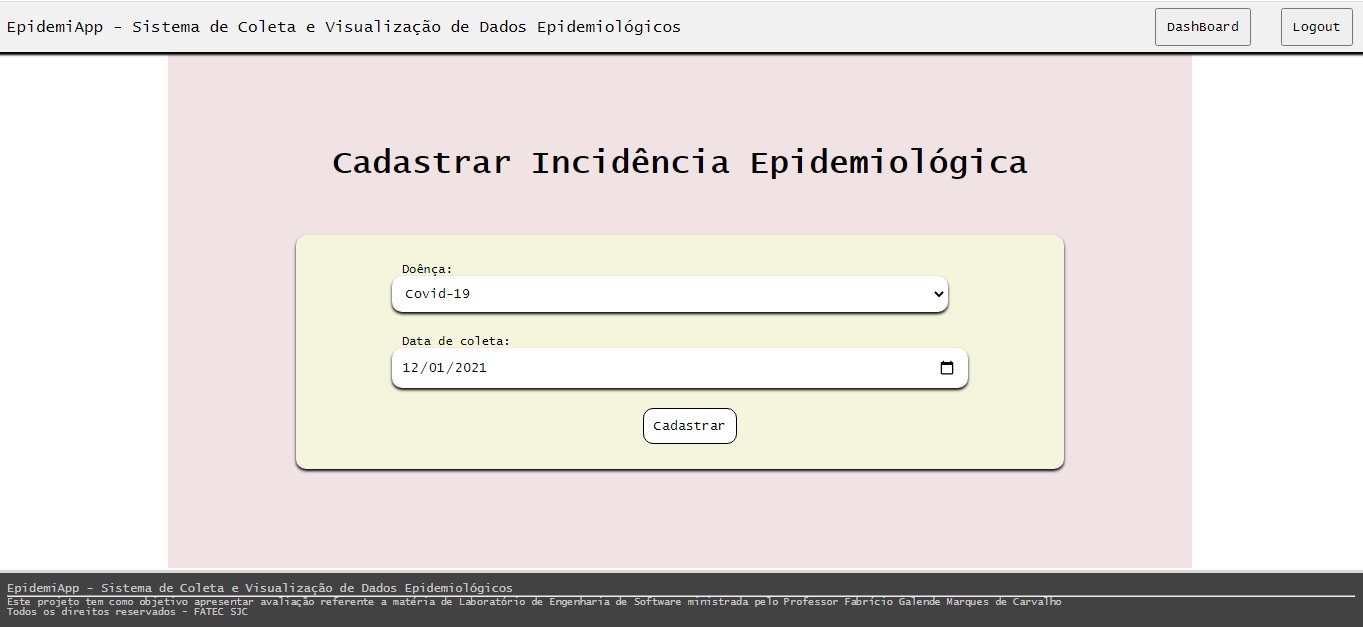 EpidemiApp - Sistema de Coleta e Visualização de Dados Epidemiológicos
DashBoard
Logout
Cadastrar Incidência Epidemiológica
Doênça:
Covid-19
Data de coleta:
12/01/2021
Cadastrar
EpidemiApp - Sistema de Coleta e Visualização de Dados Epidemiológicos
Este projeto tem como objetivo apresentar avaliação referente a matéria de Laboratório de Engenharia de Software ministrada pelo Professor Fabrício Galende Marques de Carvalho
Todos os direitos reservados - FATEC SJC